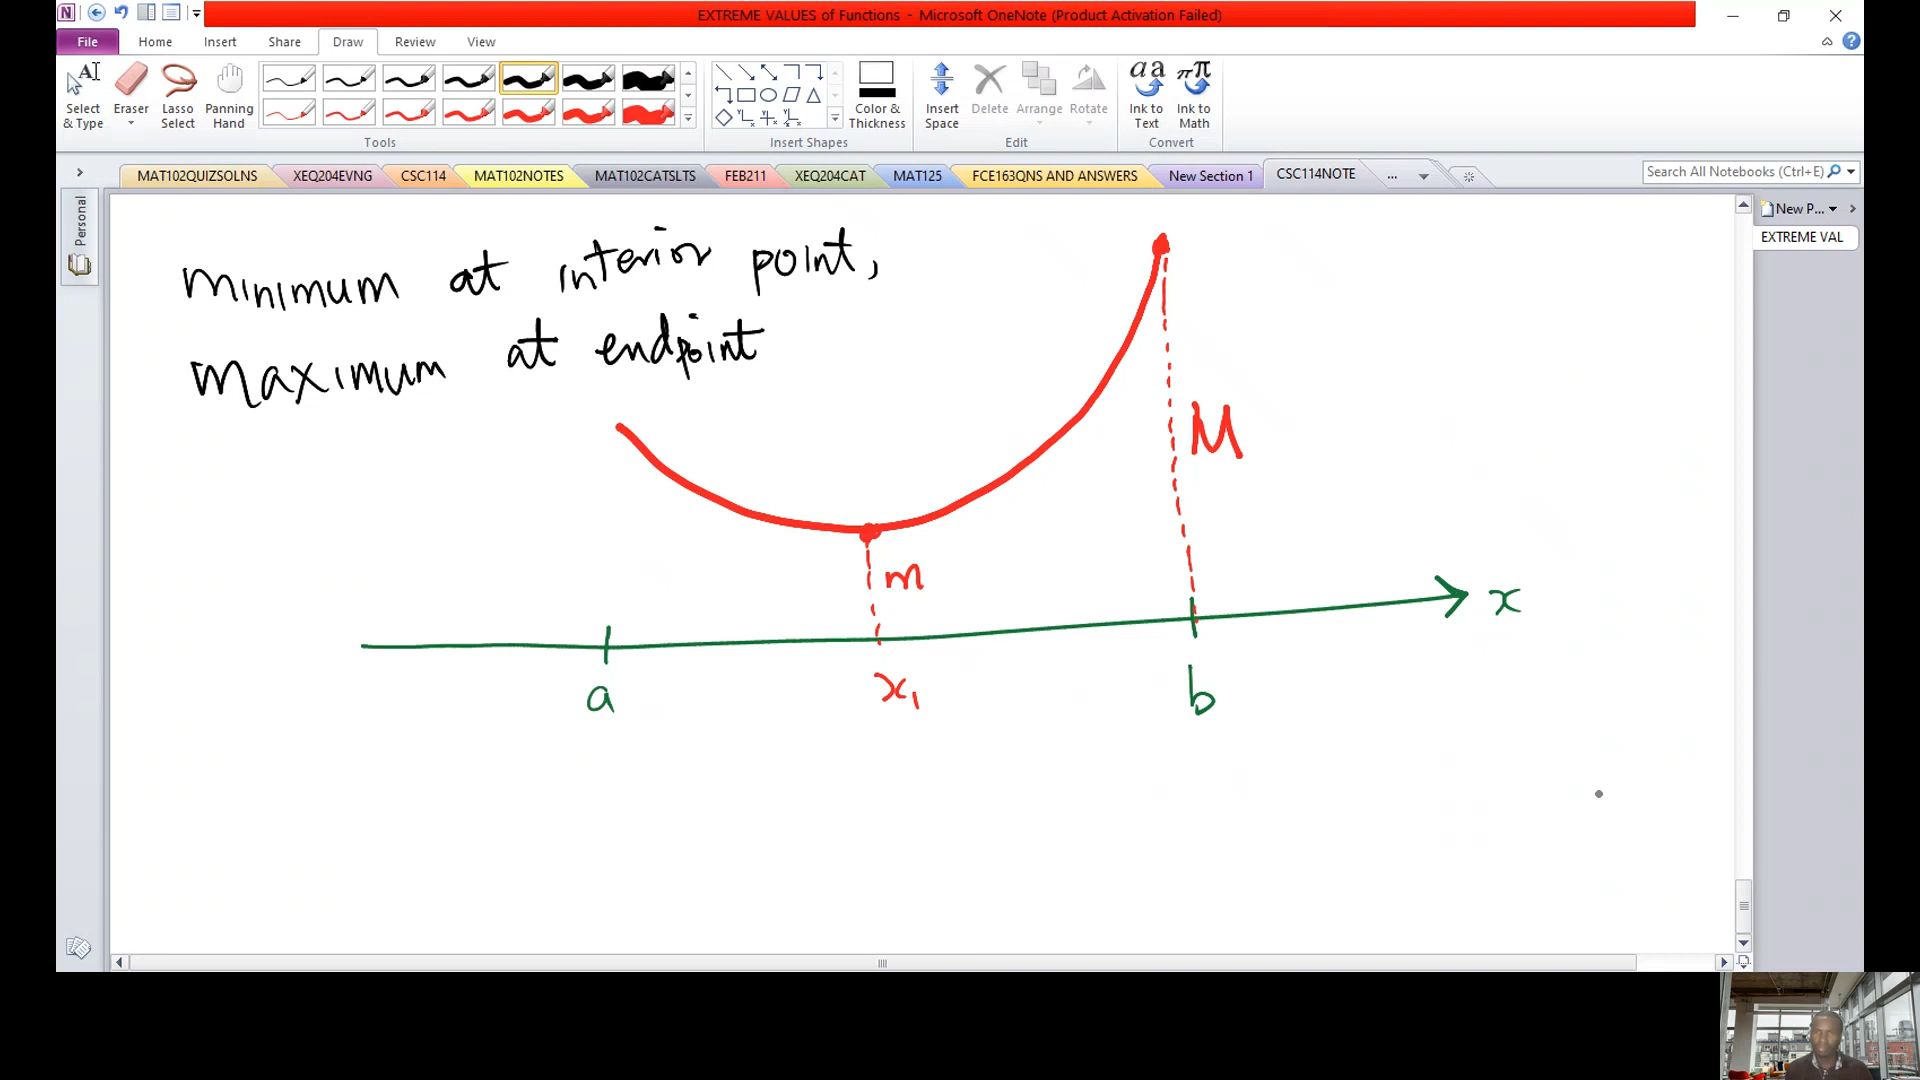 EXTREME VALUES of Functions - Microsoft OneNote (Product Activation Failed)
File Home Insert Share Draw Review View
Select & Type
Eraser
Lasso Select
Panning Hand
Tools
Insert Shapes
Color & Thickness
Insert Space
Delete
Arrange
Rotate
Edit
Ink to Text
Ink to Math
Convert
MAT102QUIZSOLNS XEQ204EVNG CSC114 MAT102NOTES MAT102CATSLTS FEB211 XEQ204CAT MAT125 FCE163QNS AND ANSWERS New Section 1 CSC114NOTE ...
Search All Notebooks (Ctrl+E)
Personal
New P...
EXTREME VAL
minimum at interior point,
maximum at endpoint
M
m
x
a
x₁
b